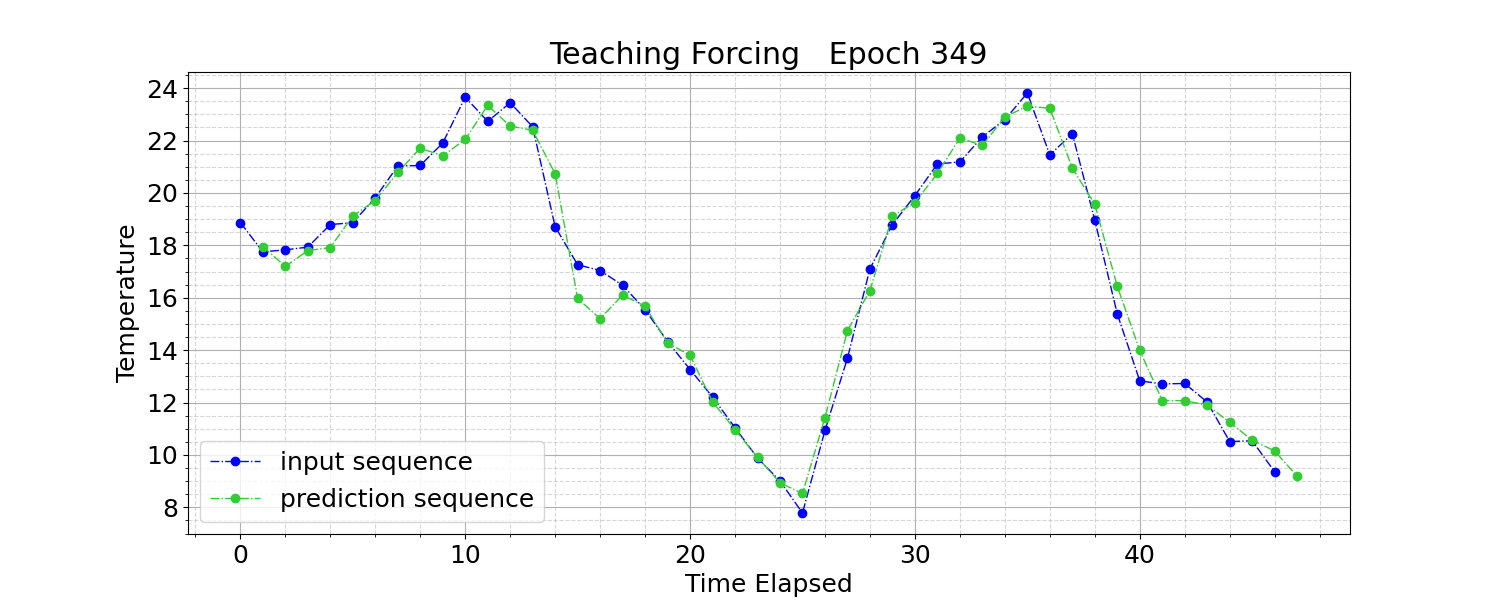 Teaching Forcing   Epoch 349
Temperature
24
22
20
18
16
14
12
10
8
input sequence
prediction sequence
0 10 20 30 40
Time Elapsed